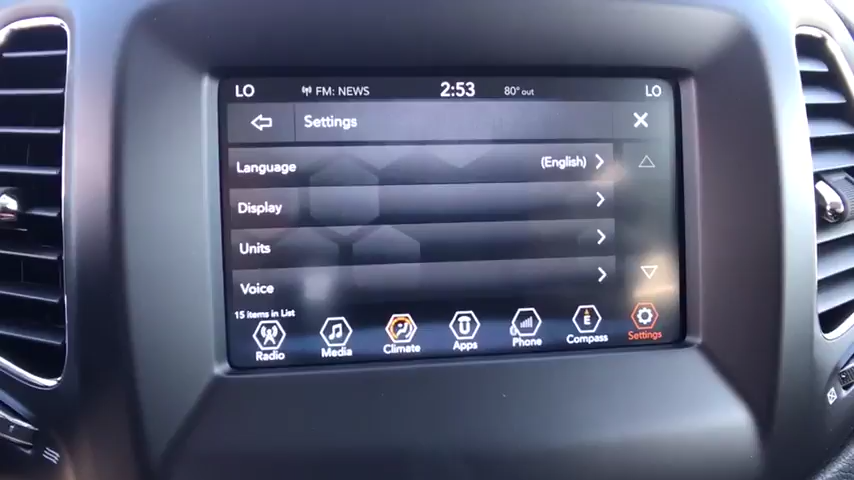 LO FM: NEWS 2:53 80° out LO
Settings
Language (English)
Display
Units
Voice
15 items in List
Radio Media Climate Apps Phone Compass Settings
E